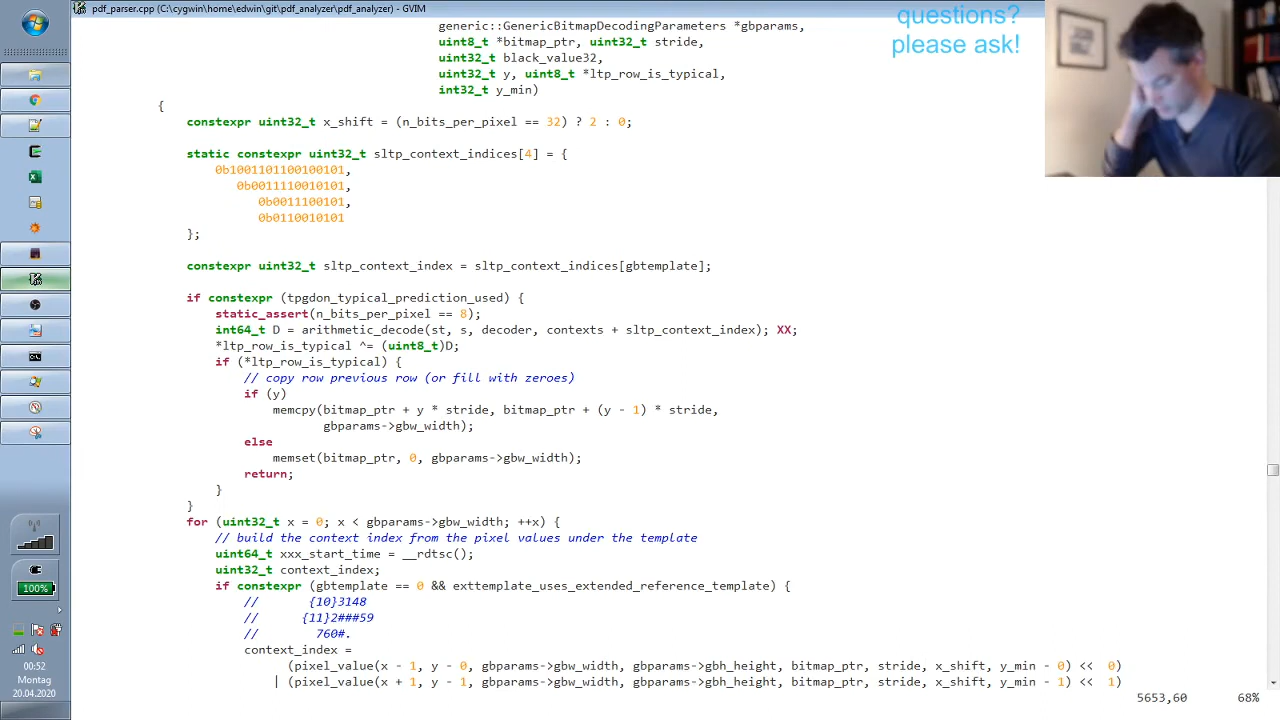 pdf_parser.cpp (C:\cygwin\home\edwin\git\pdf_analyzer\pdf_analyzer) - GVIM
questions?
please ask!
generic::GenericBitmapDecodingParameters *gbparams,
uint8_t *bitmap_ptr, uint32_t stride,
uint32_t black_value32,
uint32_t y, uint8_t *ltp_row_is_typical,
int32_t y_min)
{
constexpr uint32_t x_shift = (n_bits_per_pixel == 32) ? 2 : 0;
static constexpr uint32_t sltp_context_indices[4] = {
0b1001101100100101,
0b0011110010101,
0b0011100101,
0b0110010101
};
constexpr uint32_t sltp_context_index = sltp_context_indices[gbtemplate];
if constexpr (tpgdon_typical_prediction_used) {
static_assert(n_bits_per_pixel == 8);
int64_t D = arithmetic_decode(st, s, decoder, contexts + sltp_context_index); XX;
*ltp_row_is_typical ^= (uint8_t)D;
if (*ltp_row_is_typical) {
// copy row previous row (or fill with zeroes)
if (y)
memcpy(bitmap_ptr + y * stride, bitmap_ptr + (y - 1) * stride,
gbparams->gbw_width);
else
memset(bitmap_ptr, 0, gbparams->gbw_width);
return;
}
}
for (uint32_t x = 0; x < gbparams->gbw_width; ++x) {
// build the context index from the pixel values under the template
uint64_t xxx_start_time = __rdtsc();
uint32_t context_index;
if constexpr (gbtemplate == 0 && exttemplate_uses_extended_reference_template) {
// {10}3148
// {11}2###59
// 760#.
context_index =
(pixel_value(x - 1, y - 0, gbparams->gbw_width, gbparams->gbh_height, bitmap_ptr, stride, x_shift, y_min - 0) << 0)
| (pixel_value(x + 1, y - 1, gbparams->gbw_width, gbparams->gbh_height, bitmap_ptr, stride, x_shift, y_min - 1) << 1)
5653,60 68%
100%
00:52
Montag
20.04.2020